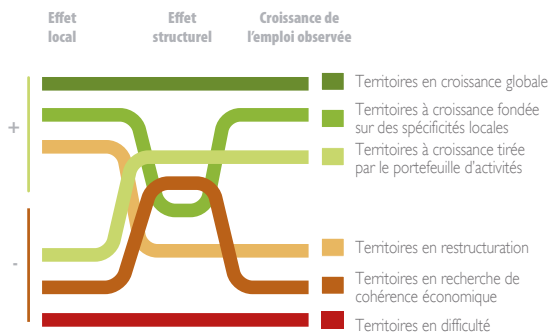 Effet
local
Effet
structurel
Croissance de
l'emploi observée
+
-
Territoires en croissance globale
Territoires à croissance fondée
sur des spécificités locales
Territoires à croissance tirée
par le portefeuille d'activités
Territoires en restructuration
Territoires en recherche de
cohérence économique
Territoires en difficulté